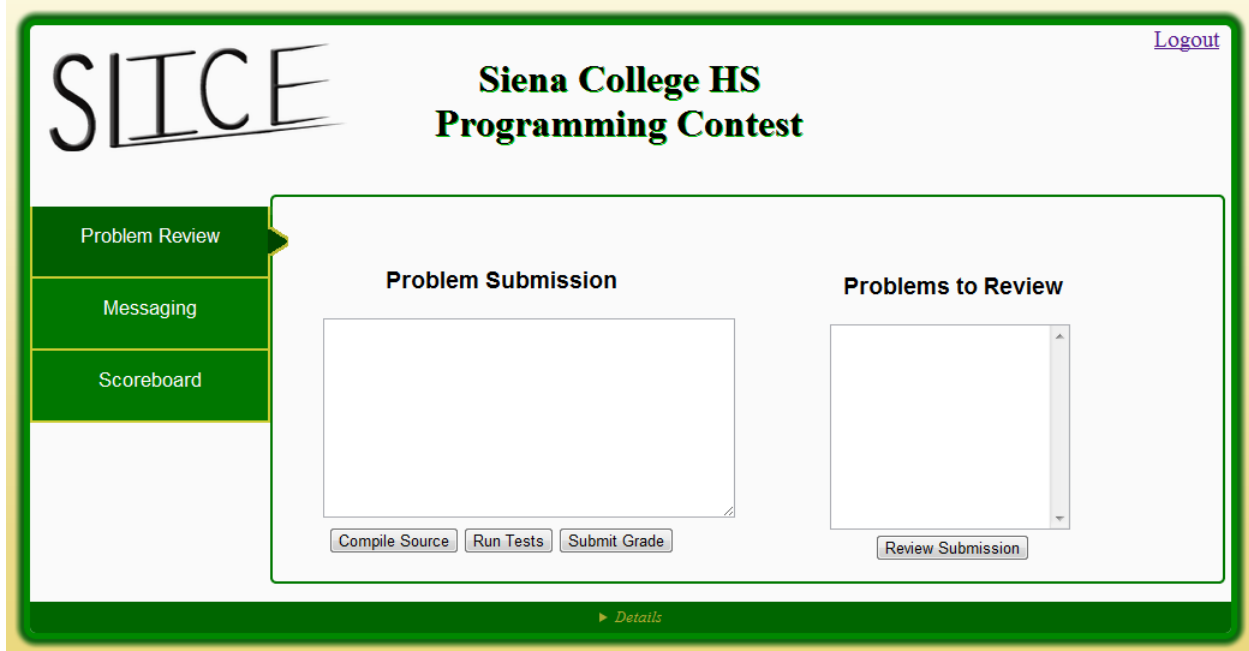 SLICE
Logout
Siena College HS
Programming Contest
Problem Review
Messaging
Scoreboard
Problem Submission
Problems to Review
Compile Source
Run Tests
Submit Grade
Review Submission
Details